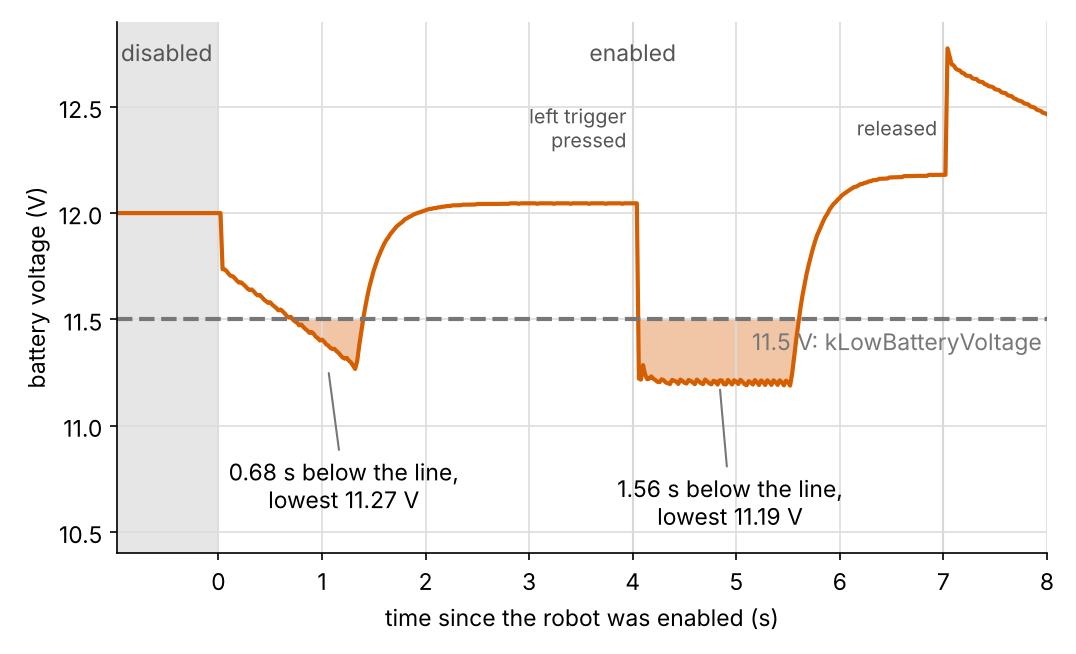 disabled
enabled
left trigger
pressed
released
12.5
12.0
11.5
11.0
10.5
battery voltage (V)
11.5 V: kLowBatteryVoltage
0.68 s below the line,
lowest 11.27 V
1.56 s below the line,
lowest 11.19 V
0 1 2 3 4 5 6 7 8
time since the robot was enabled (s)